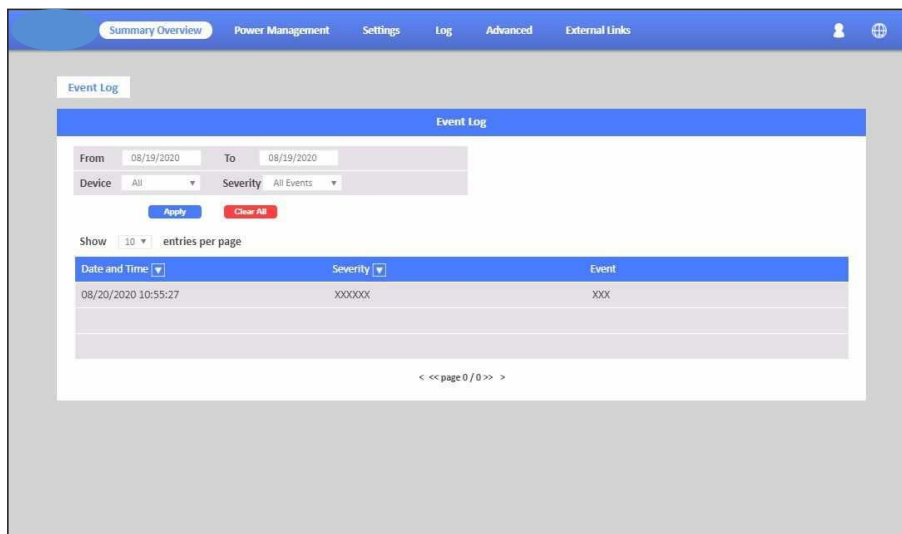 Summary Overview Power Management Settings Log Advanced External Links
Event Log
Event Log
From 08/19/2020 To 08/19/2020
Device All Severity All Events
Apply Clear All
Show 10 entries per page
Date and Time Severity Event
08/20/2020 10:55:27 XXXXXX XXX
< << page 0 / 0 >> >